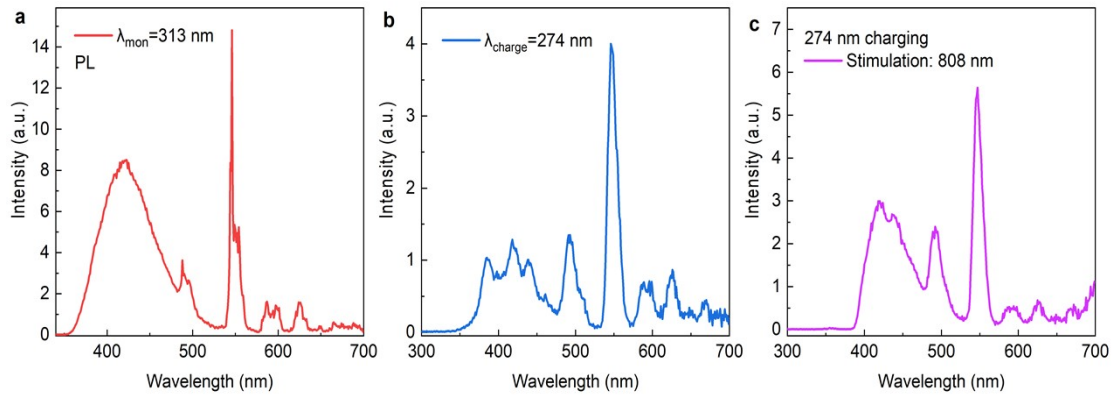 a
λmon=313 nm
PL
14
12
10
8
6
4
2
0
Intensity (a.u.)
400
500
600
700
Wavelength (nm)
b
λcharge=274 nm
4
3
2
1
0
Intensity (a.u.)
300
400
500
600
700
Wavelength (nm)
c
274 nm charging
Stimulation: 808 nm
7
6
5
4
3
2
1
0
Intensity (a.u.)
300
400
500
600
700
Wavelength (nm)